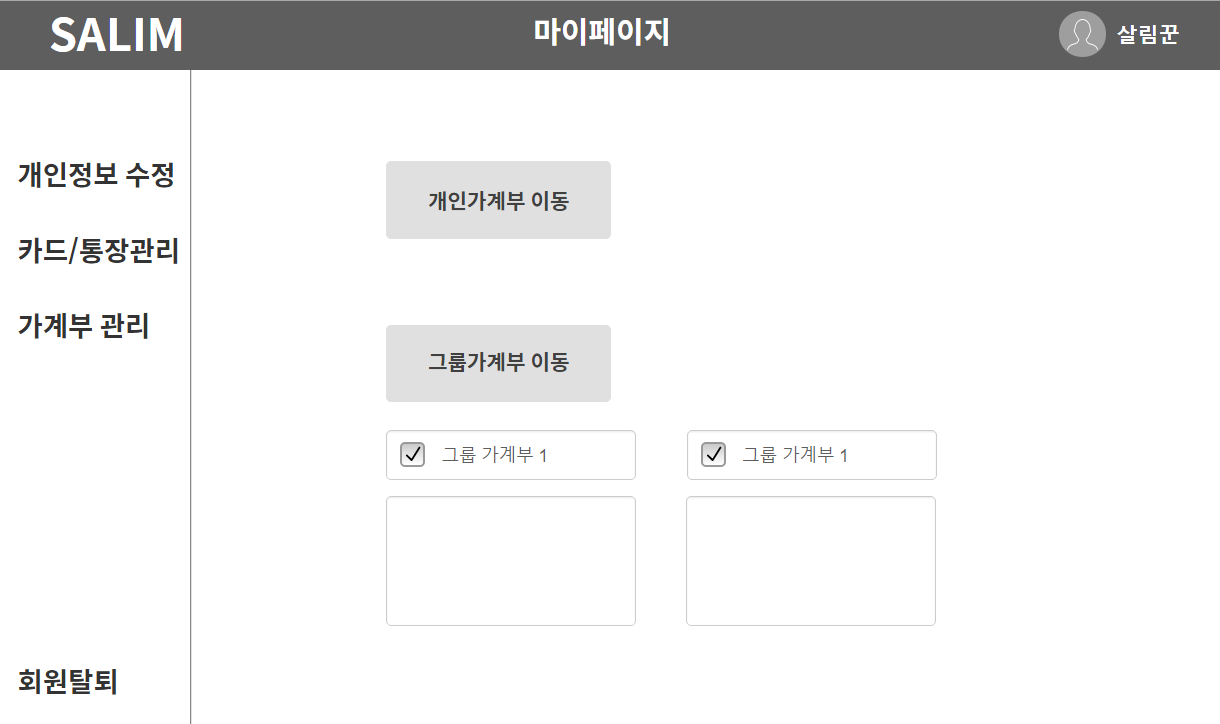 SALIM
마이페이지
살림꾼
개인정보 수정
카드/통장관리
가계부 관리
회원탈퇴
개인가계부 이동
그룹가계부 이동
그룹 가계부 1
그룹 가계부 1